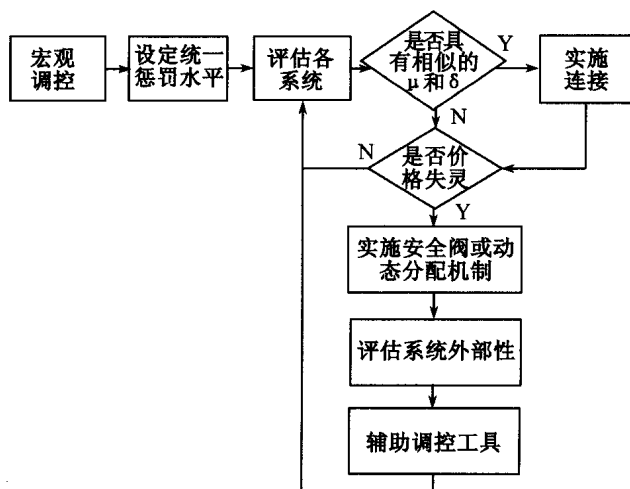 宏观
调控
设定统一
惩罚水平
评估各
系统
是否具
有相似的
μ和δ
Y
实施
连接
N
是否价
格失灵
N
Y
实施安全阀或动
态分配机制
评估系统外部性
辅助调控工具